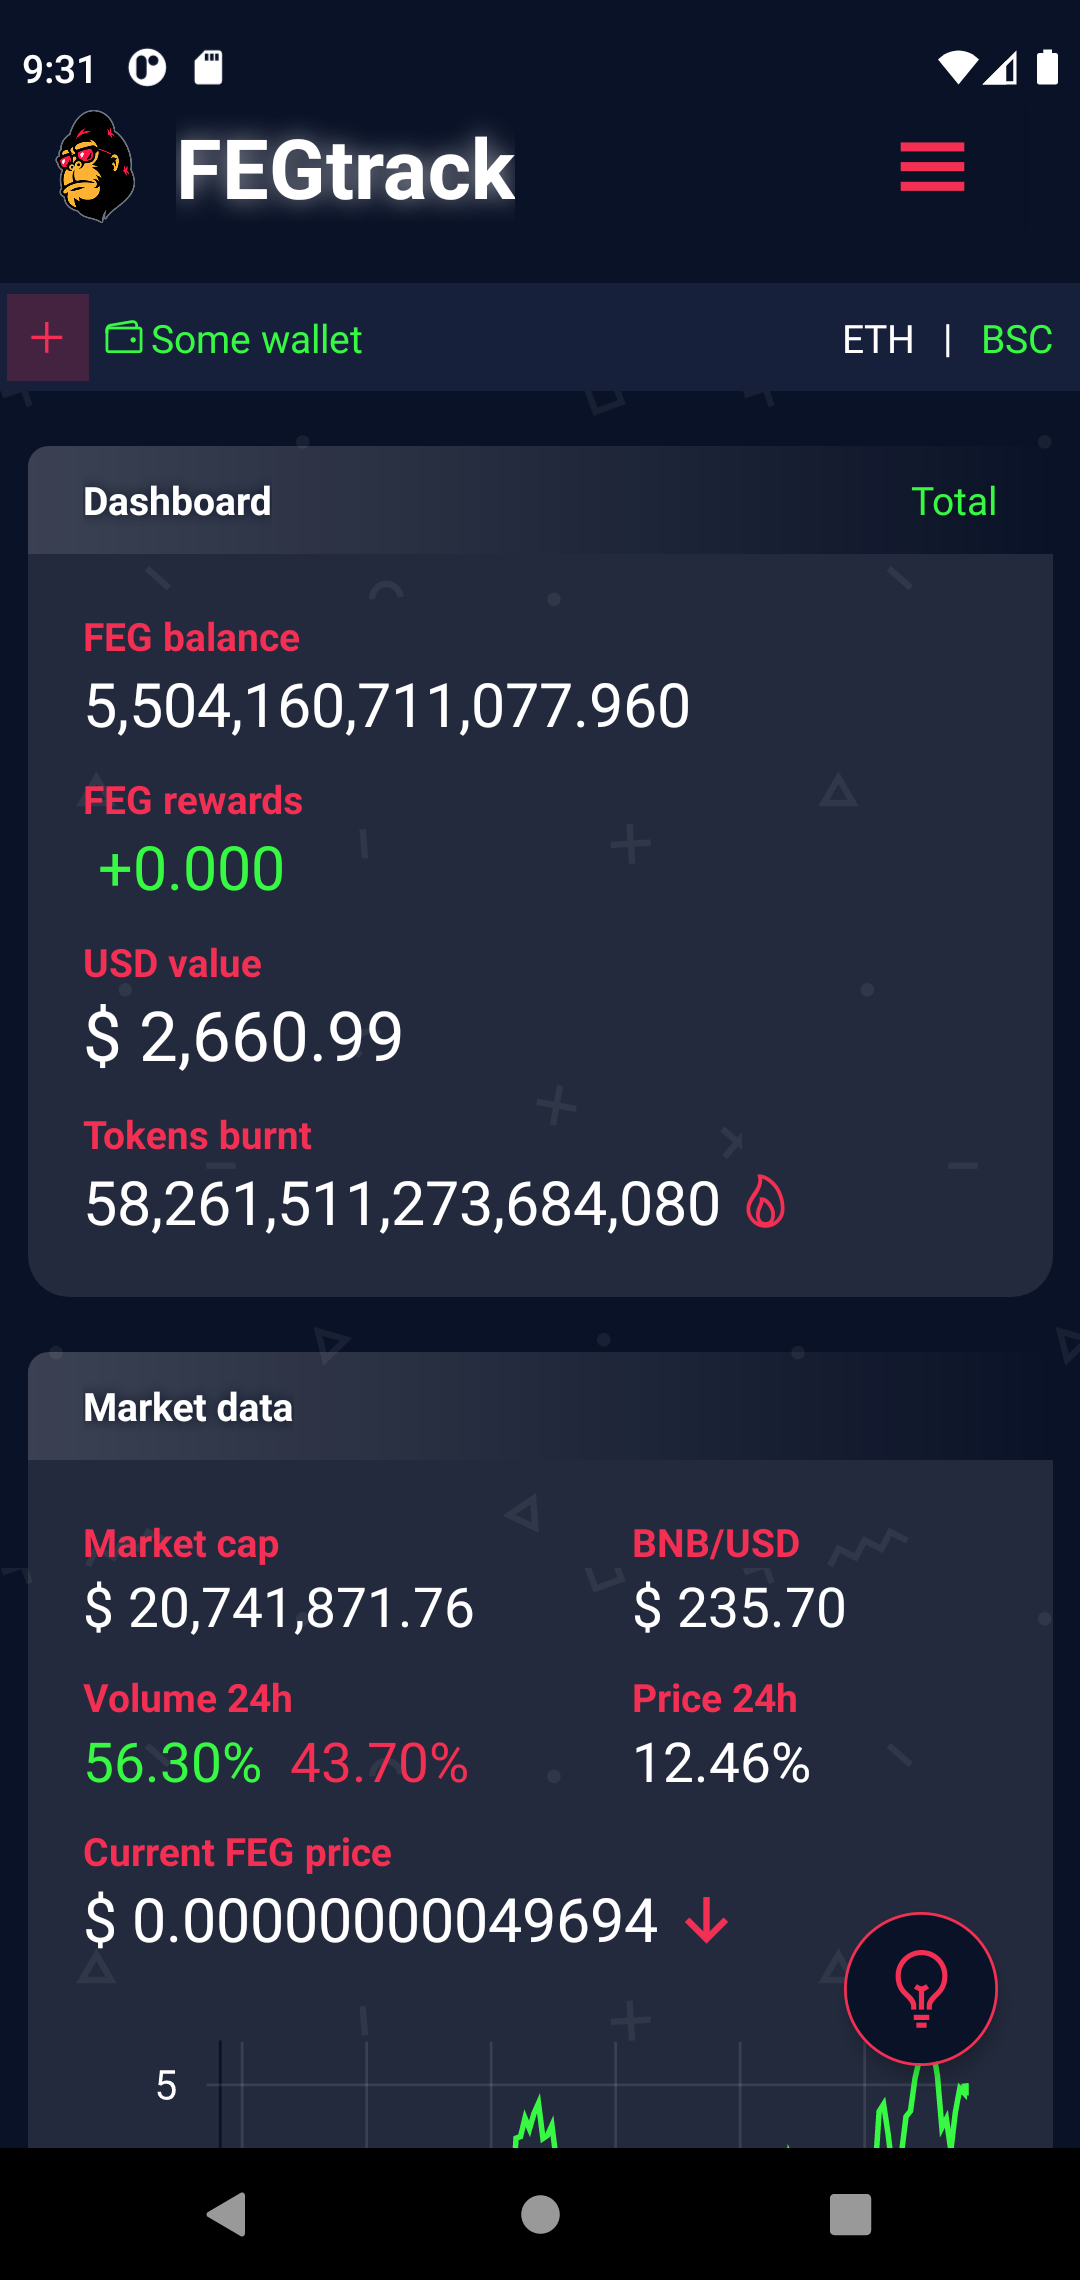 9:31
FEGtrack
Some wallet ETH | BSC
Dashboard Total
FEG balance
5,504,160,711,077.960
FEG rewards
+0.000
USD value
$ 2,660.99
Tokens burnt
58,261,511,273,684,080
Market data
Market cap BNB/USD
$ 20,741,871.76 $ 235.70
Volume 24h Price 24h
56.30% 43.70% 12.46%
Current FEG price
$ 0.00000000049694
5